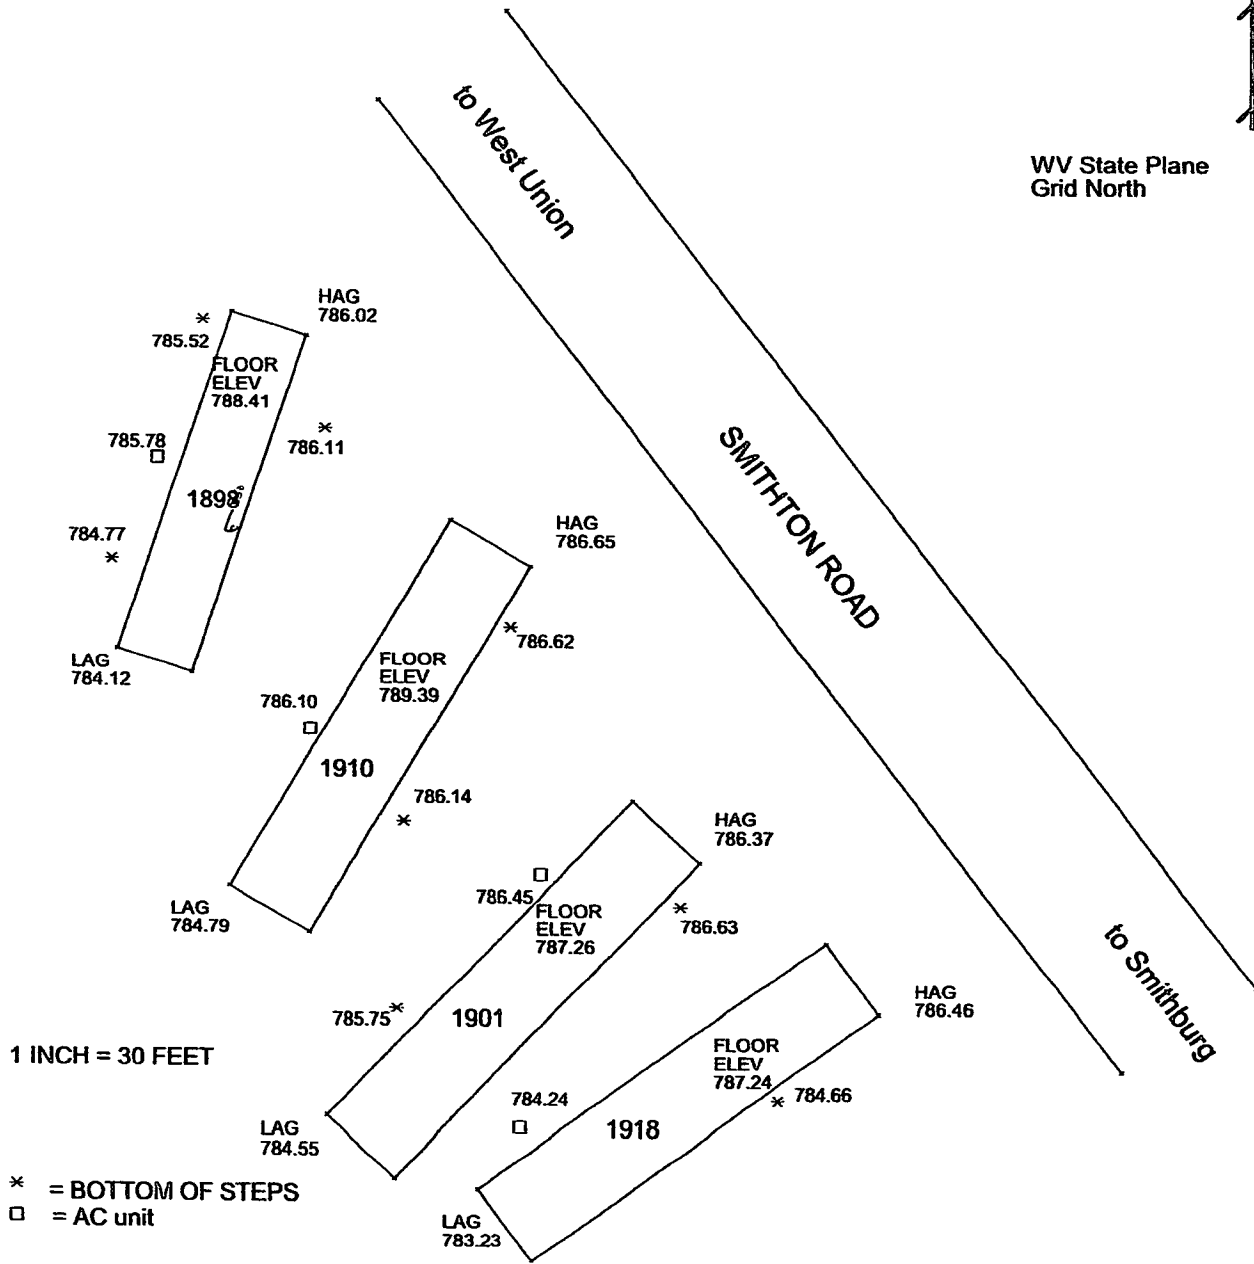 to West Union
WV State Plane
Grid North
HAG
786.02
785.52
FLOOR
ELEV
788.41
785.78
786.11
SMITHTON ROAD
1898
784.77
HAG
786.65
786.62
LAG
784.12
FLOOR
ELEV
789.39
786.10
1910
786.14
HAG
786.37
786.45
LAG
784.79
FLOOR
ELEV
787.26
786.63
to Smithburg
785.75
1901
HAG
786.46
1 INCH = 30 FEET
FLOOR
ELEV
787.24
784.66
784.24
1918
LAG
784.55
* = BOTTOM OF STEPS
□ = AC unit
LAG
783.23